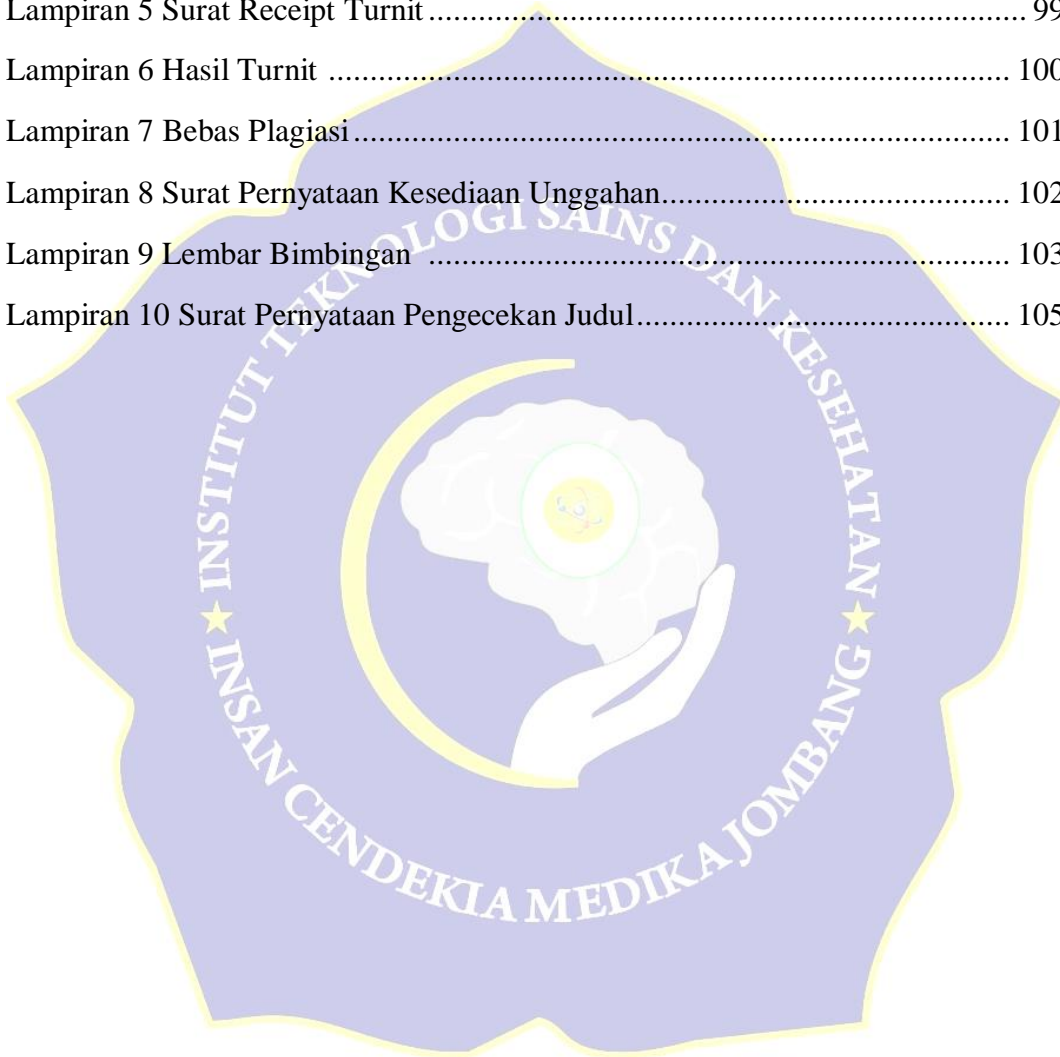 Lampiran 5 Surat Receipt Turnit ........................................................................ 99
Lampiran 6 Hasil Turnit .................................................................................. 100
Lampiran 7 Bebas Plagiasi ............................................................................... 101
Lampiran 8 Surat Pernyataan Kesediaan Unggahan.......................................... 102
Lampiran 9 Lembar Bimbingan ...................................................................... 103
Lampiran 10 Surat Pernyataan Pengecekan Judul............................................. 105
INSTITUT TEKNOLOGI SAINS DAN KESEHATAN
INSAN CENDEKIA MEDIKA JOMBANG